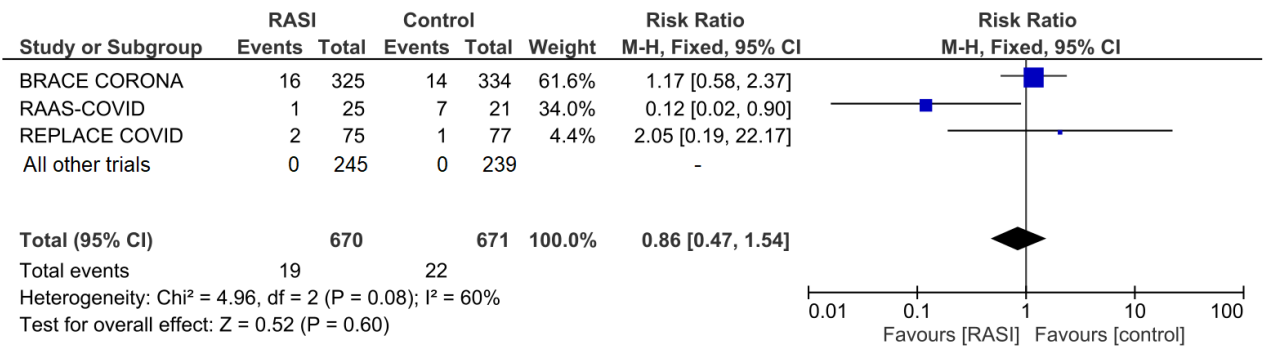 RASI Control Risk Ratio Risk Ratio
Study or Subgroup Events Total Events Total Weight M-H, Fixed, 95% CI M-H, Fixed, 95% CI
BRACE CORONA 16 325 14 334 61.6% 1.17 [0.58, 2.37]
RAAS-COVID 1 25 7 21 34.0% 0.12 [0.02, 0.90]
REPLACE COVID 2 75 1 77 4.4% 2.05 [0.19, 22.17]
All other trials 0 245 0 239 -
Total (95% CI) 670 671 100.0% 0.86 [0.47, 1.54]
Total events 19 22
Heterogeneity: Chi² = 4.96, df = 2 (P = 0.08); I² = 60%
Test for overall effect: Z = 0.52 (P = 0.60)
0.01 0.1 1 10 100
Favours [RASI] Favours [control]